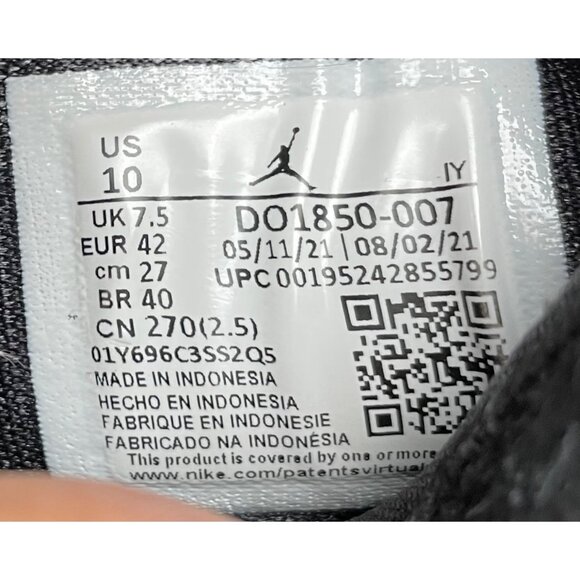 US
10
IY
UK 7.5
EUR 42
cm 27
BR 40
CN 270(2.5)
DO1850-007
05/11/21 | 08/02/21
UPC 00195242855799
01Y696C3SS2Q5
MADE IN INDONESIA
HECHO EN INDONESIA
FABRIQUE EN INDONESIE
FABRICADO NA INDONÉSIA
This product is covered by one or more
www.nike.com/patentsvirtual